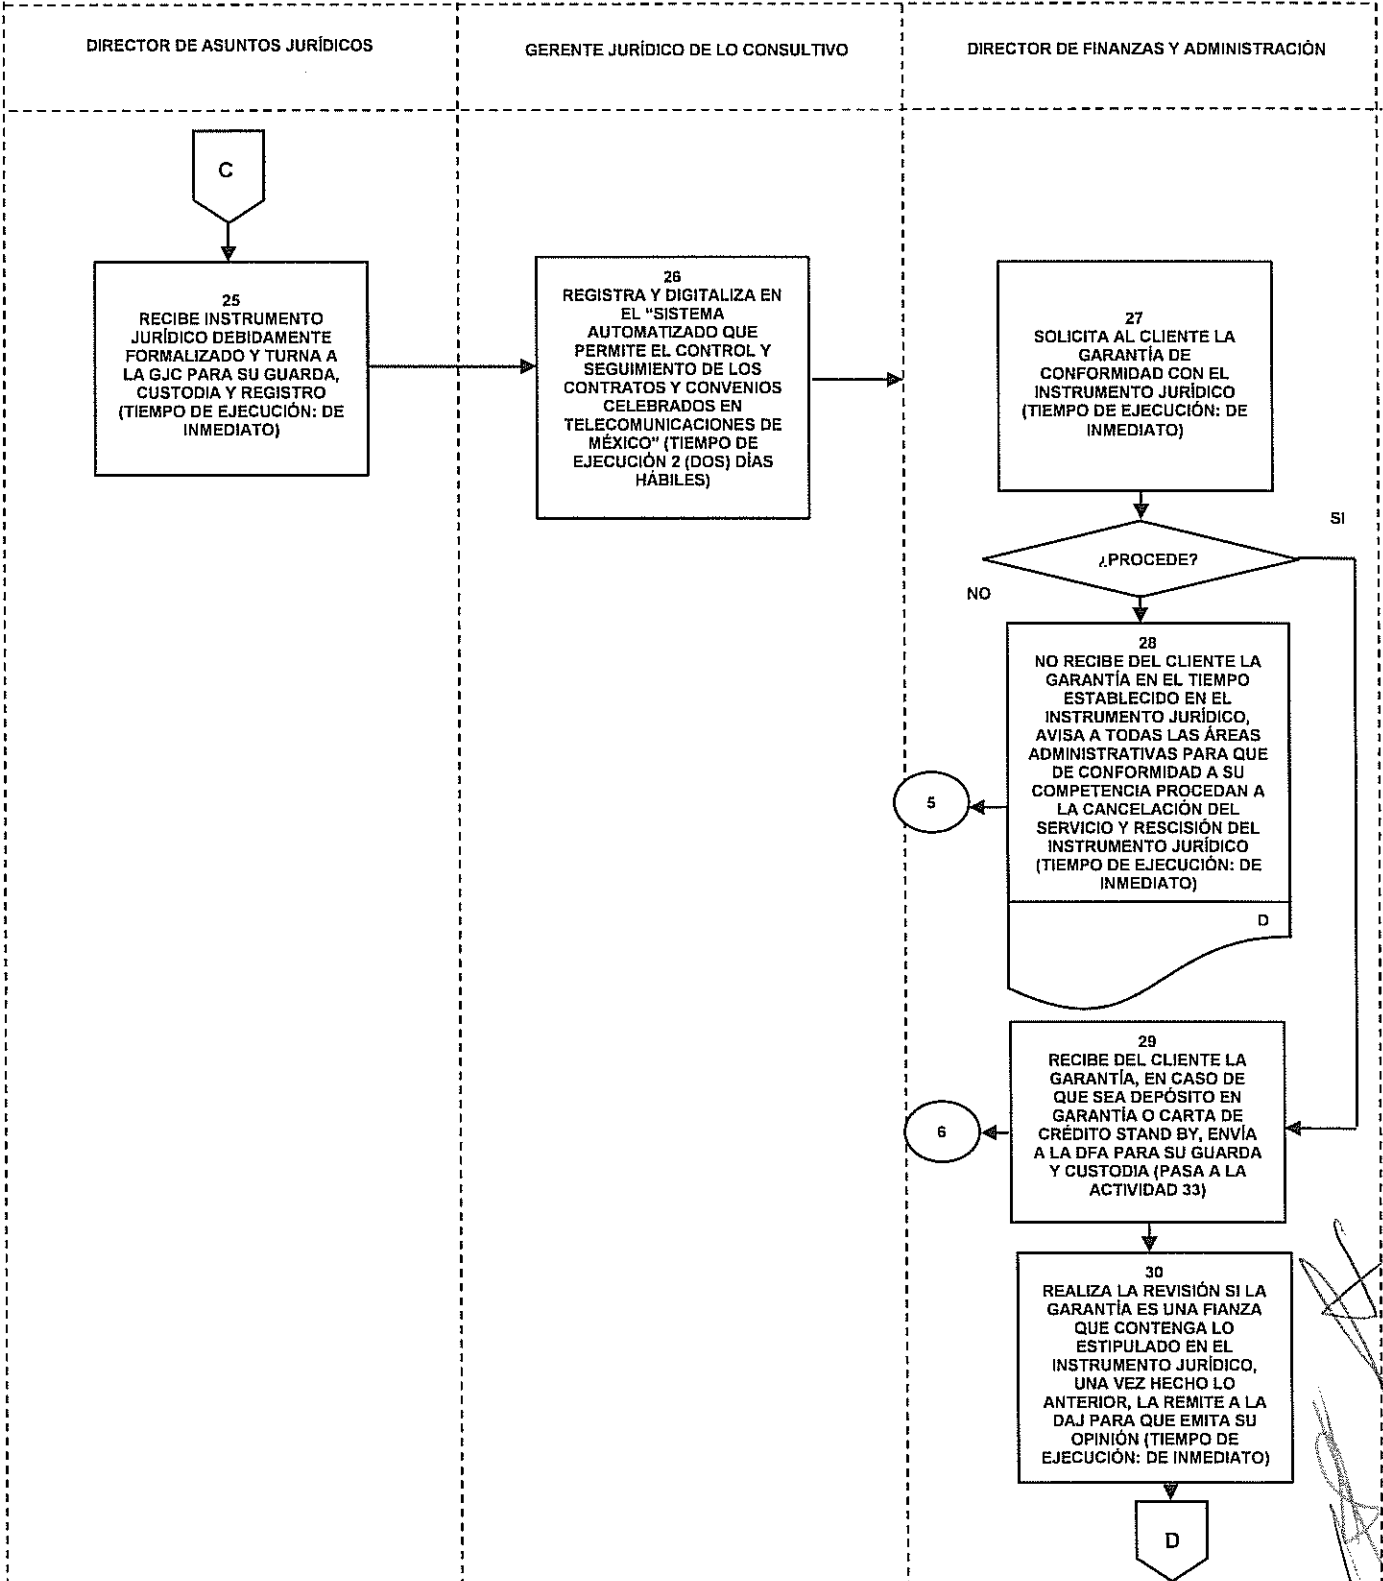 DIRECTOR DE ASUNTOS JURÍDICOS
GERENTE JURÍDICO DE LO CONSULTIVO
DIRECTOR DE FINANZAS Y ADMINISTRACIÓN
C
25
RECIBE INSTRUMENTO
JURÍDICO DEBIDAMENTE
FORMALIZADO Y TURNA A
LA GJC PARA SU GUARDA,
CUSTODIA Y REGISTRO
(TIEMPO DE EJECUCIÓN: DE
INMEDIATO)
26
REGISTRA Y DIGITALIZA EN
EL “SISTEMA
AUTOMATIZADO QUE
PERMITE EL CONTROL Y
SEGUIMIENTO DE LOS
CONTRATOS Y CONVENIOS
CELEBRADOS EN
TELECOMUNICACIONES DE
MÉXICO” (TIEMPO DE
EJECUCIÓN 2 (DOS) DÍAS
HÁBILES)
27
SOLICITA AL CLIENTE LA
GARANTÍA DE
CONFORMIDAD CON EL
INSTRUMENTO JURÍDICO
(TIEMPO DE EJECUCIÓN: DE
INMEDIATO)
SI
¿PROCEDE?
NO
28
NO RECIBE DEL CLIENTE LA
GARANTÍA EN EL TIEMPO
ESTABLECIDO EN EL
INSTRUMENTO JURÍDICO,
AVISA A TODAS LAS ÁREAS
ADMINISTRATIVAS PARA QUE
DE CONFORMIDAD A SU
COMPETENCIA PROCEDAN A
LA CANCELACIÓN DEL
SERVICIO Y RESCISIÓN DEL
INSTRUMENTO JURÍDICO
(TIEMPO DE EJECUCIÓN: DE
INMEDIATO)
5
D
29
RECIBE DEL CLIENTE LA
GARANTÍA, EN CASO DE
QUE SEA DEPÓSITO EN
GARANTÍA O CARTA DE
CRÉDITO STAND BY, ENVÍA
A LA DFA PARA SU GUARDA
Y CUSTODIA (PASA A LA
ACTIVIDAD 33)
6
30
REALIZA LA REVISIÓN SI LA
GARANTÍA ES UNA FIANZA
QUE CONTENGA LO
ESTIPULADO EN EL
INSTRUMENTO JURÍDICO,
UNA VEZ HECHO LO
ANTERIOR, LA REMITE A LA
DAJ PARA QUE EMITA SU
OPINIÓN (TIEMPO DE
EJECUCIÓN: DE INMEDIATO)
D